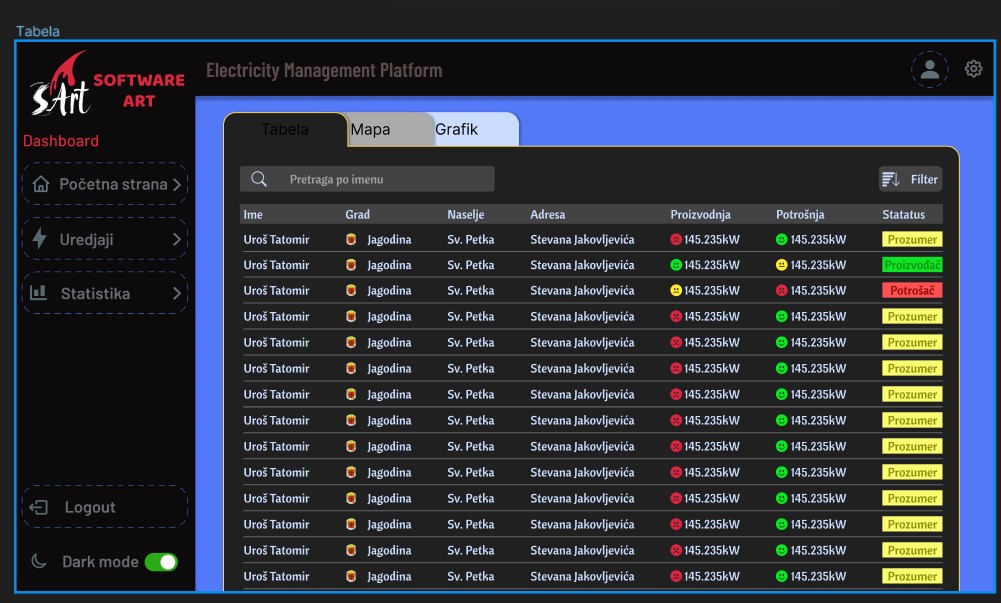 Tabela
SArt SOFTWARE ART
Electricity Management Platform
Dashboard
Početna strana
Uredjaji
Statistika
Logout
Dark mode
Tabela Mapa Grafik
Pretraga po imenu Filter
Ime Grad Naselje Adresa Proizvodnja Potrošnja Statatus
Uroš Tatomir Jagodina Sv. Petka Stevana Jakovljevića 145.235kW 145.235kW Prozumer
Uroš Tatomir Jagodina Sv. Petka Stevana Jakovljevića 145.235kW 145.235kW Proizvođač
Uroš Tatomir Jagodina Sv. Petka Stevana Jakovljevića 145.235kW 145.235kW Potrošač
Uroš Tatomir Jagodina Sv. Petka Stevana Jakovljevića 145.235kW 145.235kW Prozumer
Uroš Tatomir Jagodina Sv. Petka Stevana Jakovljevića 145.235kW 145.235kW Prozumer
Uroš Tatomir Jagodina Sv. Petka Stevana Jakovljevića 145.235kW 145.235kW Prozumer
Uroš Tatomir Jagodina Sv. Petka Stevana Jakovljevića 145.235kW 145.235kW Prozumer
Uroš Tatomir Jagodina Sv. Petka Stevana Jakovljevića 145.235kW 145.235kW Prozumer
Uroš Tatomir Jagodina Sv. Petka Stevana Jakovljevića 145.235kW 145.235kW Prozumer
Uroš Tatomir Jagodina Sv. Petka Stevana Jakovljevića 145.235kW 145.235kW Prozumer
Uroš Tatomir Jagodina Sv. Petka Stevana Jakovljevića 145.235kW 145.235kW Prozumer
Uroš Tatomir Jagodina Sv. Petka Stevana Jakovljevića 145.235kW 145.235kW Prozumer
Uroš Tatomir Jagodina Sv. Petka Stevana Jakovljevića 145.235kW 145.235kW Prozumer
Uroš Tatomir Jagodina Sv. Petka Stevana Jakovljevića 145.235kW 145.235kW Prozumer